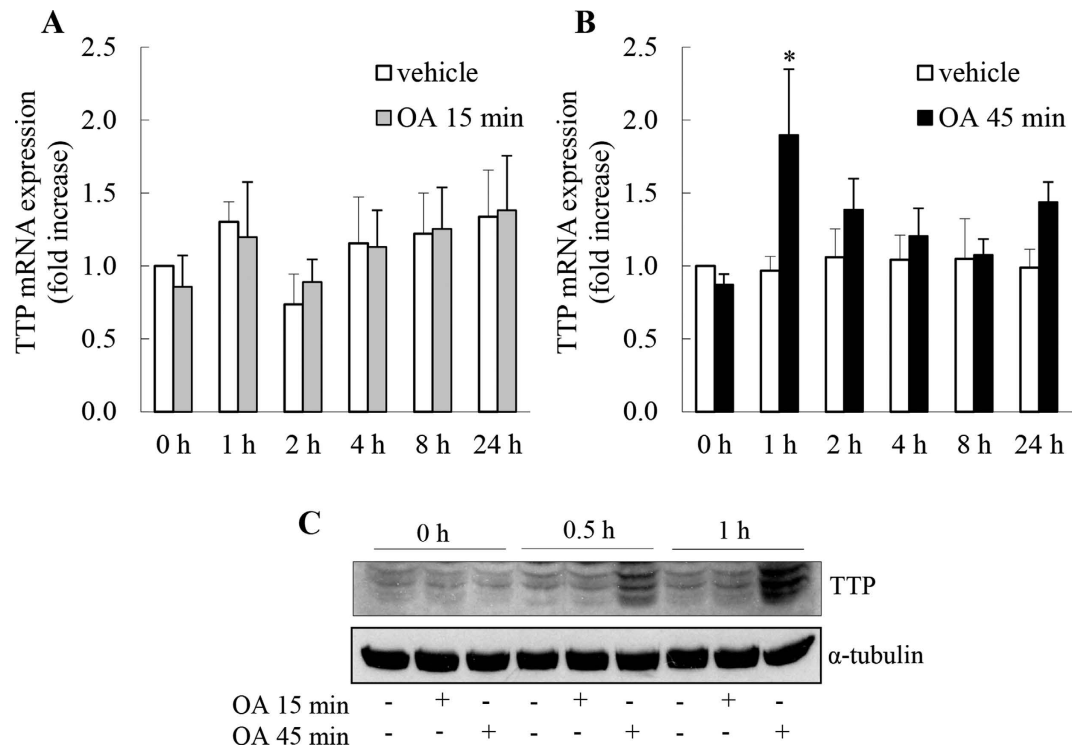 A
TTP mRNA expression
(fold increase)
2.5
2.0
1.5
1.0
0.5
0.0
vehicle
OA 15 min
0 h 1 h 2 h 4 h 8 h 24 h
B
TTP mRNA expression
(fold increase)
2.5
2.0
1.5
1.0
0.5
0.0
*
vehicle
OA 45 min
0 h 1 h 2 h 4 h 8 h 24 h
C
0 h 0.5 h 1 h
TTP
α-tubulin
OA 15 min - + - - + - - + -
OA 45 min - - + - - + - - +